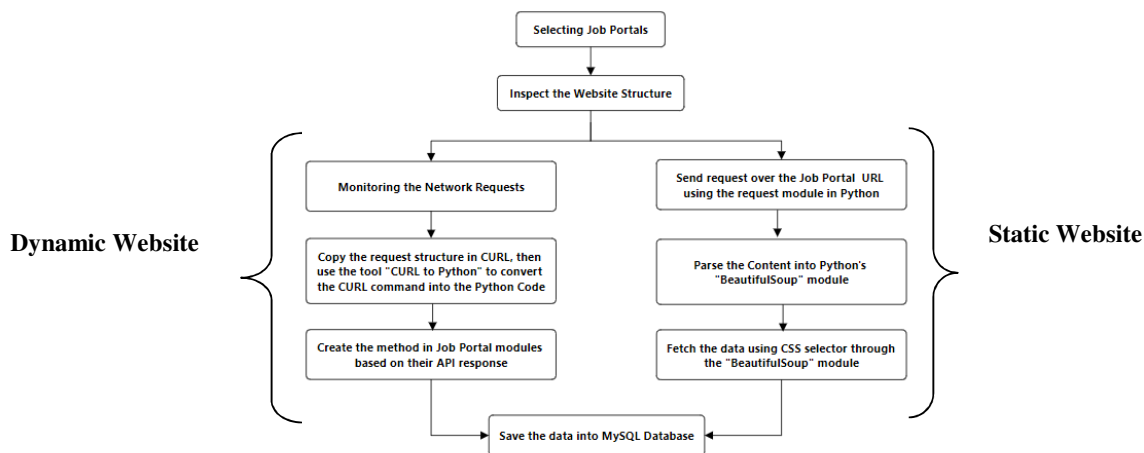 Selecting Job Portals
Inspect the Website Structure
Dynamic Website
Monitoring the Network Requests
Copy the request structure in CURL, then
use the tool "CURL to Python" to convert
the CURL command into the Python Code
Create the method in Job Portal modules
based on their API response
Send request over the Job Portal URL
using the request module in Python
Parse the Content into Python's
"BeautifulSoup" module
Fetch the data using CSS selector through
the "BeautifulSoup" module
Static Website
Save the data into MySQL Database